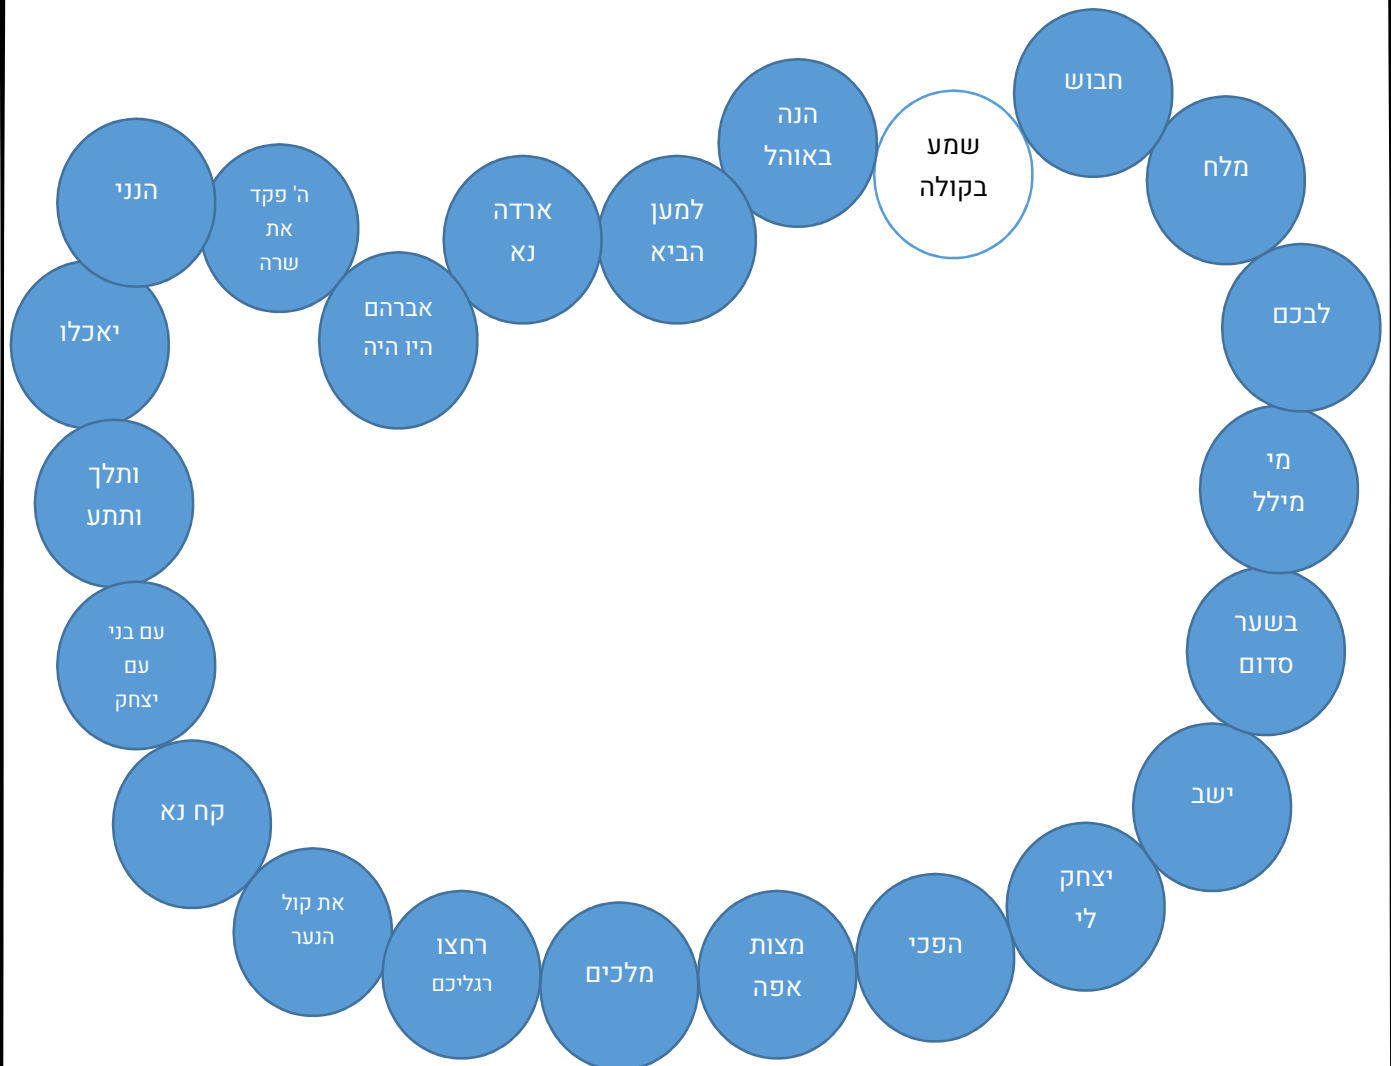 חבוש
מלח
לבכם
מי
מילל
בשער
סדום
ישב
יצחק
לי
הפכי
מצות
אפה
מלכים
רחצו
רגליכם
את קול
הנער
קח נא
עם בני
עם
יצחק
ותלך
ותתע
יאכלו
הנני
ה' פקד
את
שרה
אברהם
היו היה
ארדה
נא
למען
הביא
הנה
באוהל
שמע
בקולה